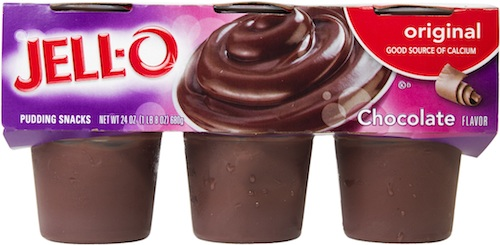 JELL-O
original
GOOD SOURCE OF CALCIUM
PUDDING SNACKS NET WT 24 OZ (1 LB 8 OZ) 680g
Chocolate FLAVOR